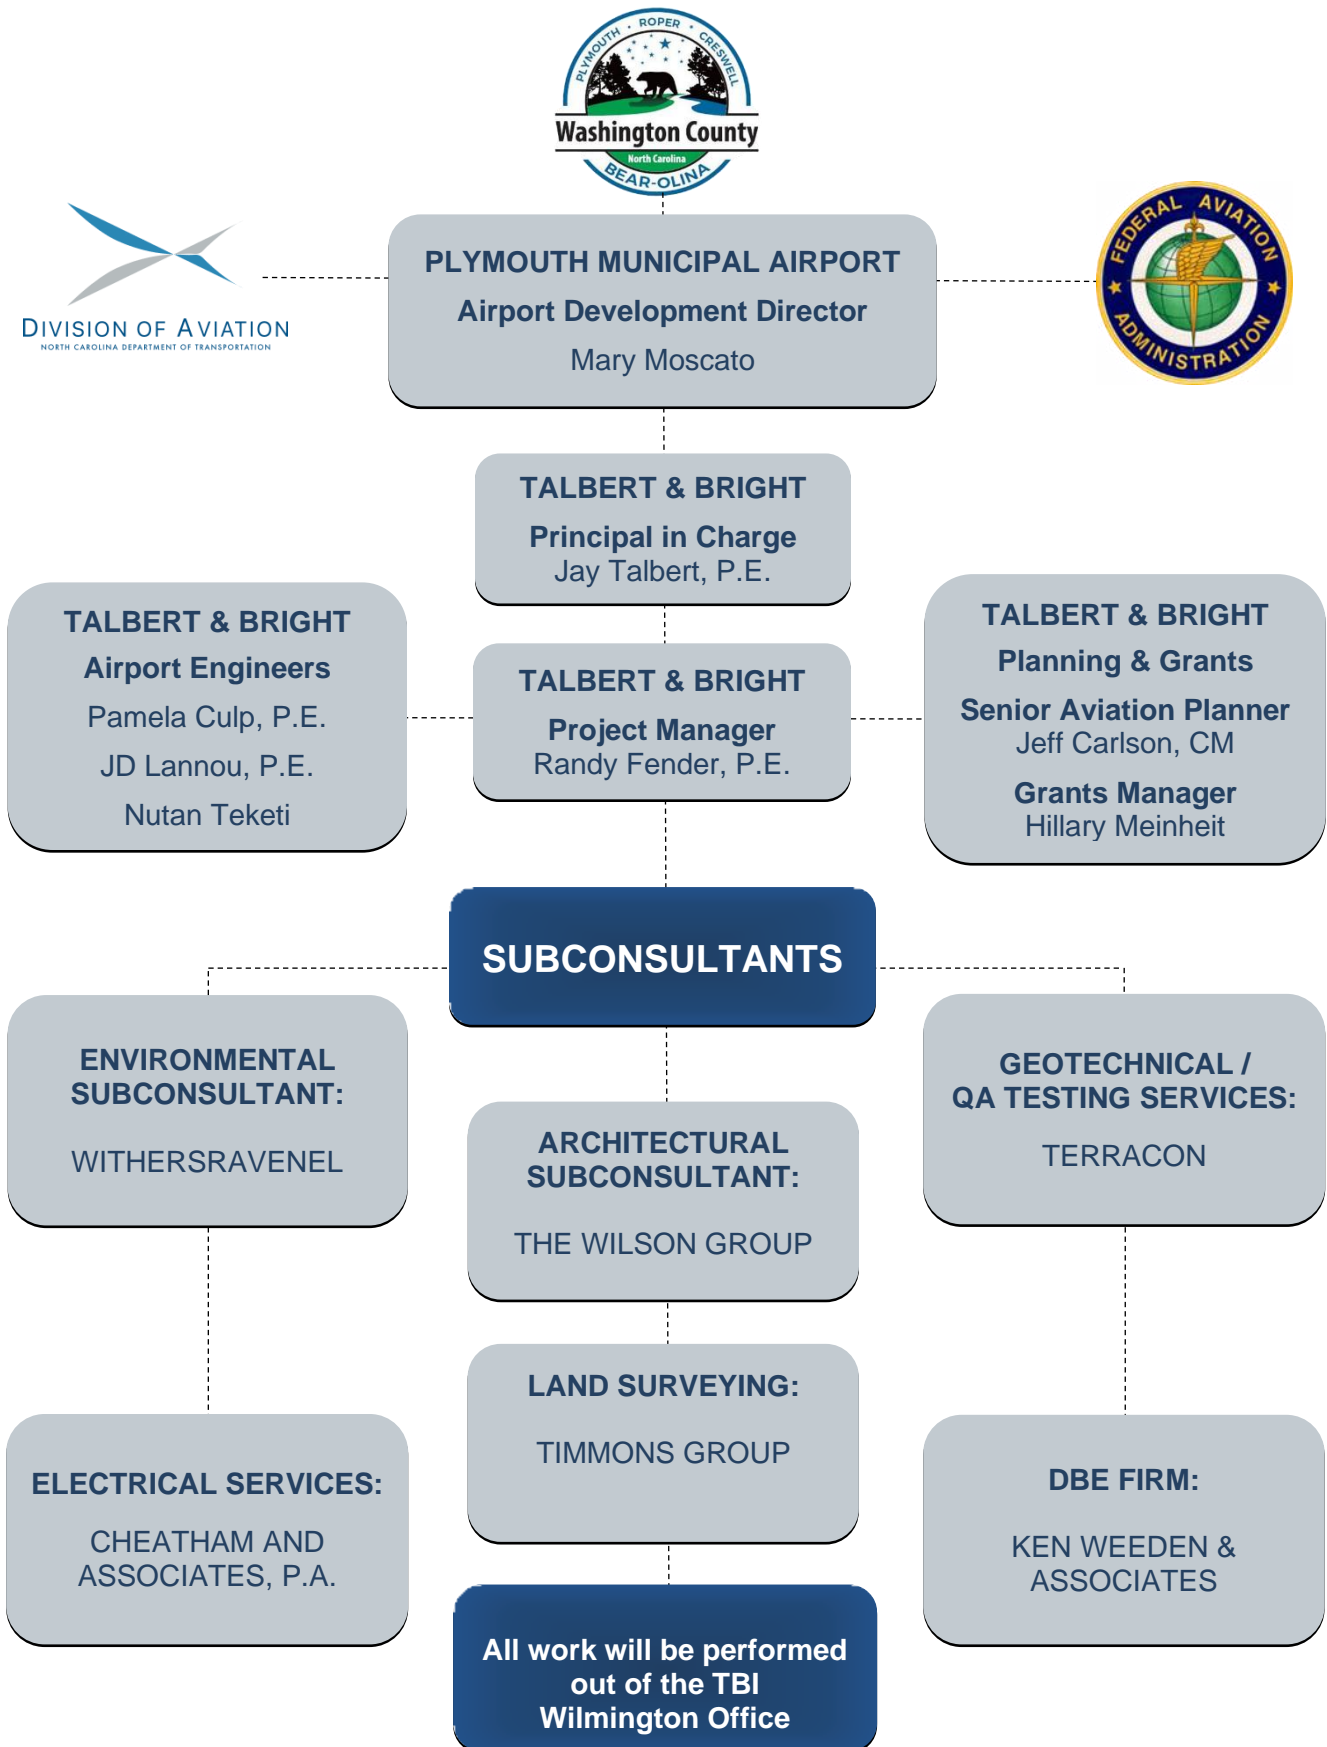 PLYMOUTH • ROPER • CRESWELL
Washington County
North Carolina
BEAR-OLINA
DIVISION OF AVIATION
NORTH CAROLINA DEPARTMENT OF TRANSPORTATION
PLYMOUTH MUNICIPAL AIRPORT
Airport Development Director
Mary Moscato
FEDERAL AVIATION
ADMINISTRATION
TALBERT & BRIGHT
Principal in Charge
Jay Talbert, P.E.
TALBERT & BRIGHT
Airport Engineers
Pamela Culp, P.E.
JD Lannou, P.E.
Nutan Teketi
TALBERT & BRIGHT
Project Manager
Randy Fender, P.E.
TALBERT & BRIGHT
Planning & Grants
Senior Aviation Planner
Jeff Carlson, CM
Grants Manager
Hillary Meinheit
SUBCONSULTANTS
ENVIRONMENTAL
SUBCONSULTANT:
WITHERSRAVENEL
ARCHITECTURAL
SUBCONSULTANT:
THE WILSON GROUP
GEOTECHNICAL /
QA TESTING SERVICES:
TERRACON
ELECTRICAL SERVICES:
CHEATHAM AND
ASSOCIATES, P.A.
LAND SURVEYING:
TIMMONS GROUP
DBE FIRM:
KEN WEEDEN &
ASSOCIATES
All work will be performed
out of the TBI
Wilmington Office